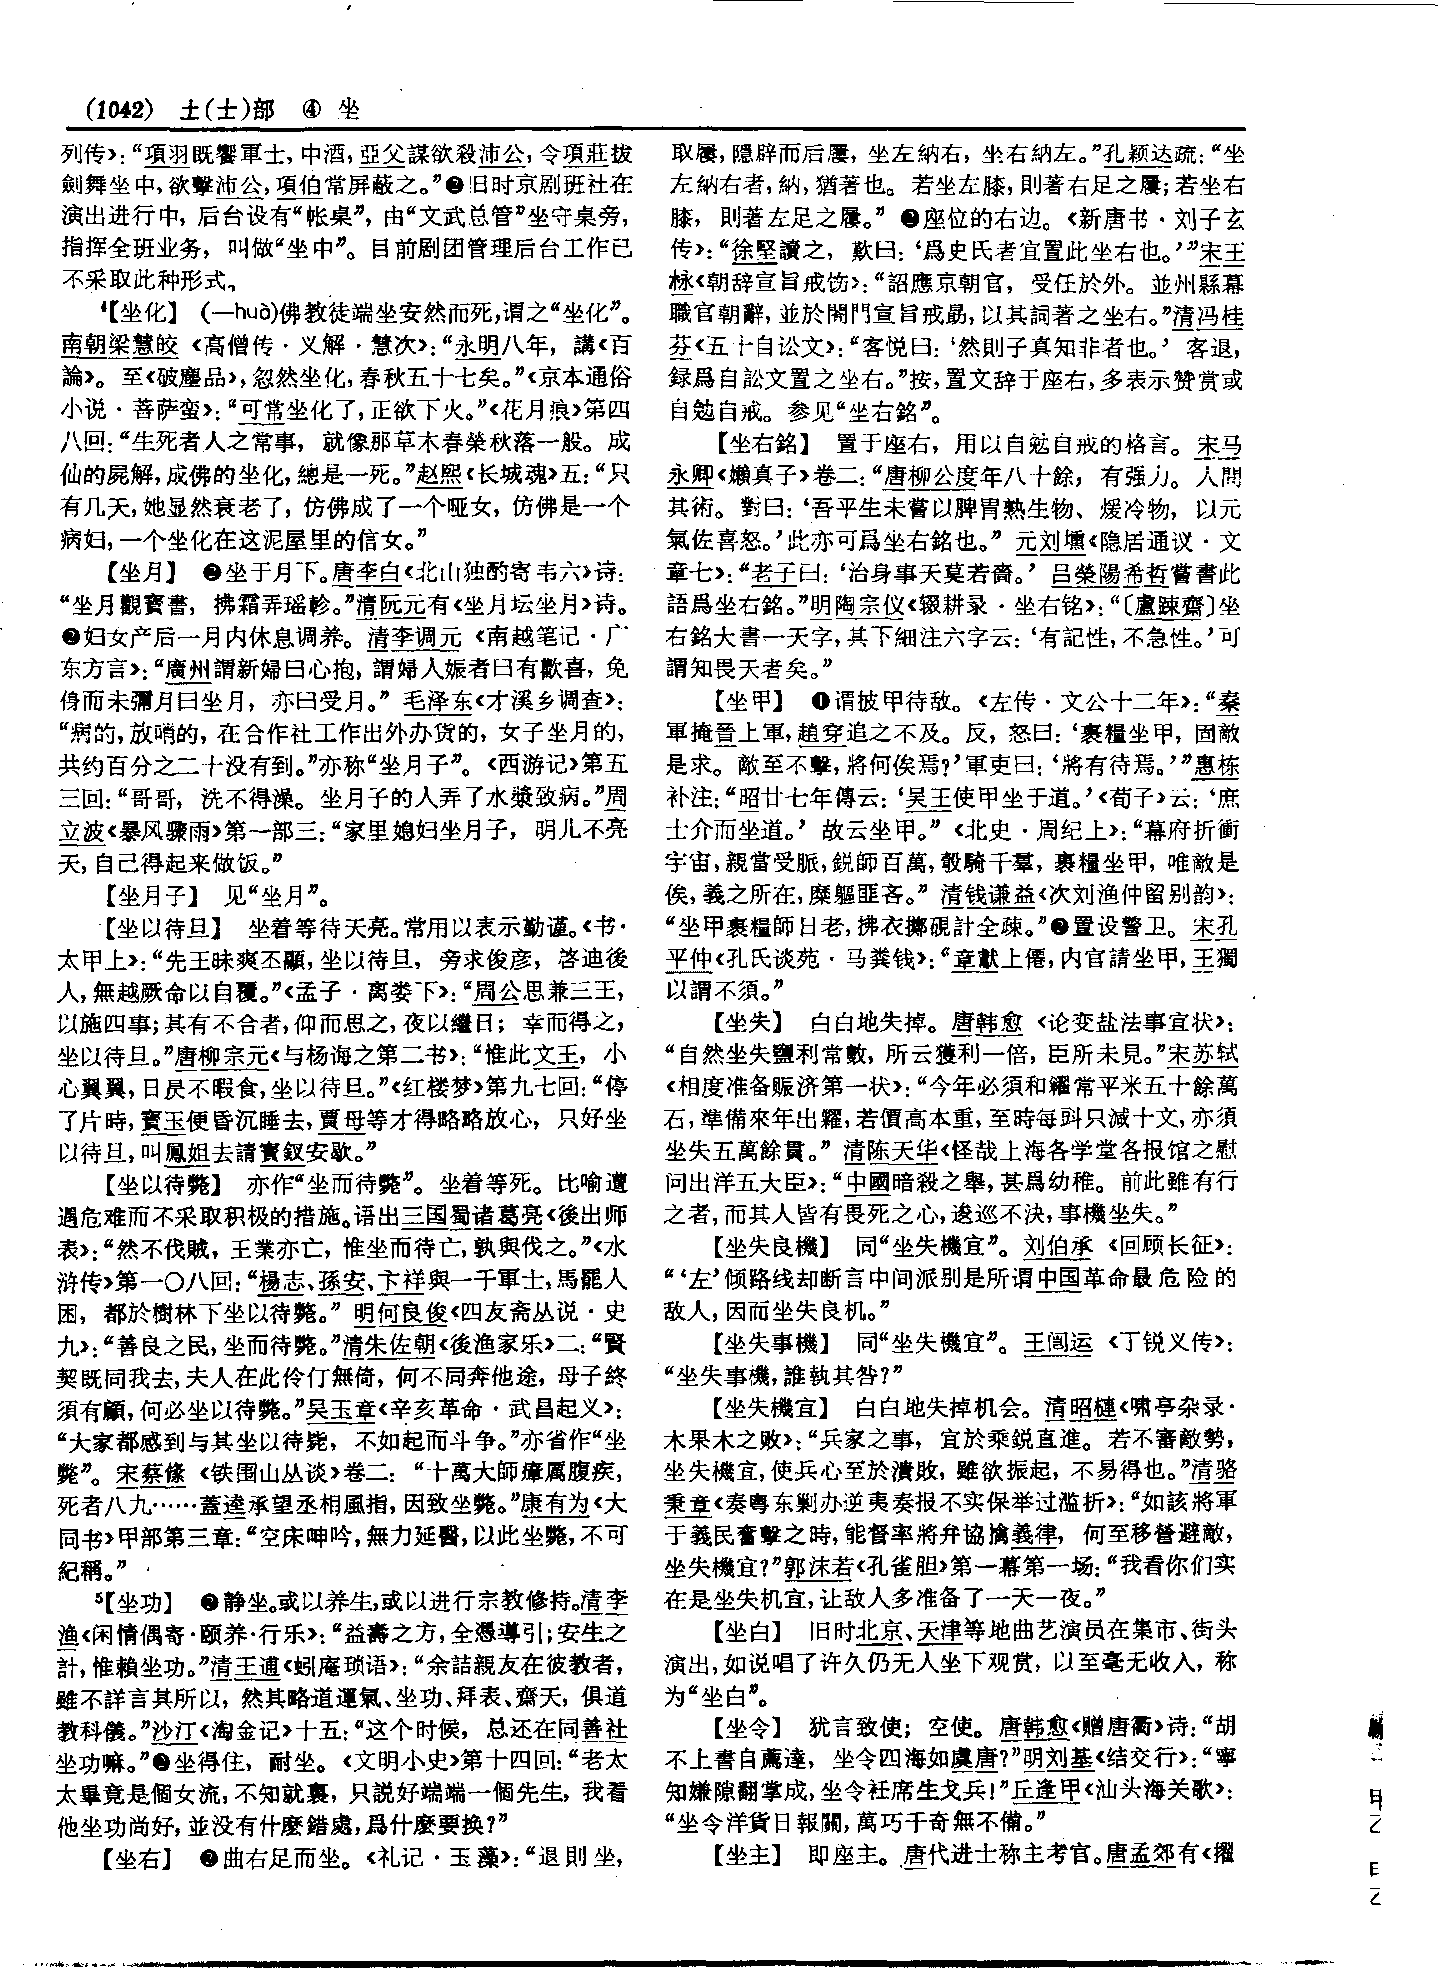 (1042) 土(士)部 ④ 坐
列传》：“項羽既饗軍士，中酒，亞父謀欲殺沛公，令項莊拔
劍舞坐中，欲擊沛公，項伯常屏蔽之。”❷旧时京剧班社在
演出进行中，后台设有“帐桌”，由“文武总管”坐守桌旁，
指挥全班业务，叫做“坐中”。目前剧团管理后台工作已
不采取此种形式。
⁴【坐化】 (—huà)佛教徒端坐安然而死，谓之“坐化”。
南朝梁慧皎《高僧传·义解·慧次》：“永明八年，講《百
論》。至《破塵品》，忽然坐化，春秋五十七矣。”《京本通俗
小说·菩萨蛮》：“可常坐化了，正欲下火。”《花月痕》第四
八回：“生死者人之常事，就像那草木春榮秋落一般。成
仙的屍解，成佛的坐化，總是一死。”赵熙《长城魂》五：“只
有几天，她显然衰老了，仿佛成了一个哑女，仿佛是一个
病妇，一个坐化在这泥屋里的信女。”
【坐月】 ❶坐于月下。唐李白《北山独酌寄韦六》诗：
“坐月觀寶書，拂霜弄瑶軫。”清阮元有《坐月坛坐月》诗。
❷妇女产后一月内休息调养。清李调元《南越笔记·广
东方言》：“廣州謂新婦曰心抱，謂婦人娠者曰有歡喜，免
身而未彌月曰坐月，亦曰受月。”毛泽东《才溪乡调查》：
“病的，放哨的，在合作社工作出外办货的，女子坐月的，
共约百分之二十没有到。”亦称“坐月子”。《西游记》第五
三回：“哥哥，洗不得澡。坐月子的人弄了水漿致病。”周
立波《暴风骤雨》第一部三：“家里媳妇坐月子，明儿不亮
天，自己得起来做饭。”
【坐月子】 见“坐月”。
【坐以待旦】 坐着等待天亮。常用以表示勤谨。《书·
太甲上》：“先王昧爽丕顯，坐以待旦，旁求俊彦，啓迪後
人，無越厥命以自覆。”《孟子·离娄下》：“周公思兼三王，
以施四事；其有不合者，仰而思之，夜以繼日；幸而得之，
坐以待旦。”唐柳宗元《与杨诲之第二书》：“惟此文王，小
心翼翼，日昃不暇食，坐以待旦。”《红楼梦》第九七回：“停
了片時，寶玉便昏沉睡去，賈母等才得略略放心，只好坐
以待旦，叫鳳姐去請寶釵安歇。”
【坐以待斃】 亦作“坐而待斃”。坐着等死。比喻遭
遇危难而不采取积极的措施。语出三国蜀诸葛亮《後出师
表》：“然不伐賊，王業亦亡，惟坐而待亡，孰與伐之。”《水
浒传》第一〇八回：“楊志、孫安、卞祥與一千軍士，馬罷人
困，都於樹林下坐以待斃。”明何良俊《四友斋丛说·史
九》：“善良之民，坐而待斃。”清朱佐朝《後渔家乐》二：“賢
契既同我去，夫人在此伶仃無倚，何不同奔他途，母子終
須有顧，何必坐以待斃。”吴玉章《辛亥革命·武昌起义》：
“大家都感到与其坐以待毙，不如起而斗争。”亦省作“坐
斃”。宋蔡絛《铁围山丛谈》卷二：“十萬大師瘴厲腹疾，
死者八九……蓋逵承望丞相風指，因致坐斃。”康有为《大
同书》甲部第三章：“空床呻吟，無力延醫，以此坐斃，不可
紀稱。”
⁵【坐功】 ❶静坐。或以养生，或以进行宗教修持。清李
渔《闲情偶寄·颐养·行乐》：“益壽之方，全憑導引；安生之
計，惟賴坐功。”清王逋《蚓庵琐语》：“余詰親友在彼教者，
雖不詳言其所以，然其略道運氣、坐功、拜表、齋天，俱道
教科儀。”沙汀《淘金记》十五：“这个时候，总还在同善社
坐功嘛。”❷坐得住，耐坐。《文明小史》第十四回：“老太
太畢竟是個女流，不知就裏，只説好端端一個先生，我看
他坐功尚好，並没有什麽錯處，爲什麽要换？”
【坐右】 ❶曲右足而坐。《礼记·玉藻》：“退則坐，
取屨，隱辟而后屨，坐左納右，坐右納左。”孔颖达疏：“坐
左納右者，納，猶著也。若坐左膝，則著右足之屨；若坐右
膝，則著左足之屨。”❷座位的右边。《新唐书·刘子玄
传》：“徐堅讀之，歎曰：‘爲史氏者宜置此坐右也。’”宋王
栐《朝辞宣旨戒饬》：“詔應京朝官，受任於外。並州縣幕
職官朝辭，並於閤門宣旨戒勗，以其詞著之坐右。”清冯桂
芬《五十自讼文》：“客悦曰：‘然則子真知非者也。’客退，
録爲自訟文置之坐右。”按，置文辞于座右，多表示赞赏或
自勉自戒。参见“坐右銘”。
【坐右銘】 置于座右，用以自勉自戒的格言。宋马
永卿《嬾真子》卷二：“唐柳公度年八十餘，有强力。人問
其術。對曰：‘吾平生未嘗以脾胃熟生物、煖冷物，以元
氣佐喜怒。’此亦可爲坐右銘也。”元刘壎《隐居通议·文
章七》：“老子曰：‘治身事天莫若嗇。’吕榮陽希哲嘗書此
語爲坐右銘。”明陶宗仪《辍耕录·坐右铭》：“〔盧踈齋〕坐
右銘大書一天字，其下細注六字云：‘有記性，不急性。’可
謂知畏天者矣。”
【坐甲】 ❶谓披甲待敌。《左传·文公十二年》：“秦
軍掩晉上軍，趙穿追之不及。反，怒曰：‘裹糧坐甲，固敵
是求。敵至不擊，將何俟焉？’軍吏曰：‘將有待焉。’”惠栋
补注：“昭廿七年傳云：‘吴王使甲坐于道。’《荀子》云：‘庶
士介而坐道。’故云坐甲。”《北史·周纪上》：“幕府折衝
宇宙，親當受脤，鋭師百萬，彀騎千羣，裹糧坐甲，唯敵是
俟，義之所在，糜軀匪吝。”清钱谦益《次刘渔仲留别韵》：
“坐甲裹糧師日老，拂衣擲硯計全疎。”❷置设警卫。宋孔
平仲《孔氏谈苑·马粪钱》：“章獻上僊，内官請坐甲，王獨
以謂不須。”
【坐失】 白白地失掉。唐韩愈《论变盐法事宜状》：
“自然坐失鹽利常數，所云獲利一倍，臣所未見。”宋苏轼
《相度准备赈济第一状》：“今年必須和糴常平米五十餘萬
石，準備來年出糶，若價高本重，至時每㪷只減十文，亦須
坐失五萬餘貫。”清陈天华《怪哉上海各学堂各报馆之慰
问出洋五大臣》：“中國暗殺之舉，甚爲幼稚。前此雖有行
之者，而其人皆有畏死之心，逡巡不決，事機坐失。”
【坐失良機】 同“坐失機宜”。刘伯承《回顾长征》：
“‘左’倾路线却断言中间派别是所谓中国革命最危险的
敌人，因而坐失良机。”
【坐失事機】 同“坐失機宜”。王闿运《丁锐义传》：
“坐失事機，誰執其咎？”
【坐失機宜】 白白地失掉机会。清昭槤《啸亭杂录·
木果木之败》：“兵家之事，宜於乘鋭直進。若不審敵勢，
坐失機宜，使兵心至於潰敗，雖欲振起，不易得也。”清骆
秉章《奏粤东剿办逆夷奏报不实保举过滥折》：“如該將軍
于義民奮擊之時，能督率將弁協擒義律，何至移營避敵，
坐失機宜？”郭沫若《孔雀胆》第一幕第一场：“我看你们实
在是坐失机宜，让敌人多准备了一天一夜。”
【坐白】 旧时北京、天津等地曲艺演员在集市、街头
演出，如说唱了许久仍无人坐下观赏，以至毫无收入，称
为“坐白”。
【坐令】 犹言致使；空使。唐韩愈《赠唐衢》诗：“胡
不上書自薦達，坐令四海如虞唐？”明刘基《结交行》：“寧
知嫌隙翻掌成，坐令衽席生戈兵！”丘逢甲《汕头海关歌》：
“坐令洋貨日報關，萬巧千奇無不備。”
【坐主】 即座主。唐代进士称主考官。唐孟郊有《擢